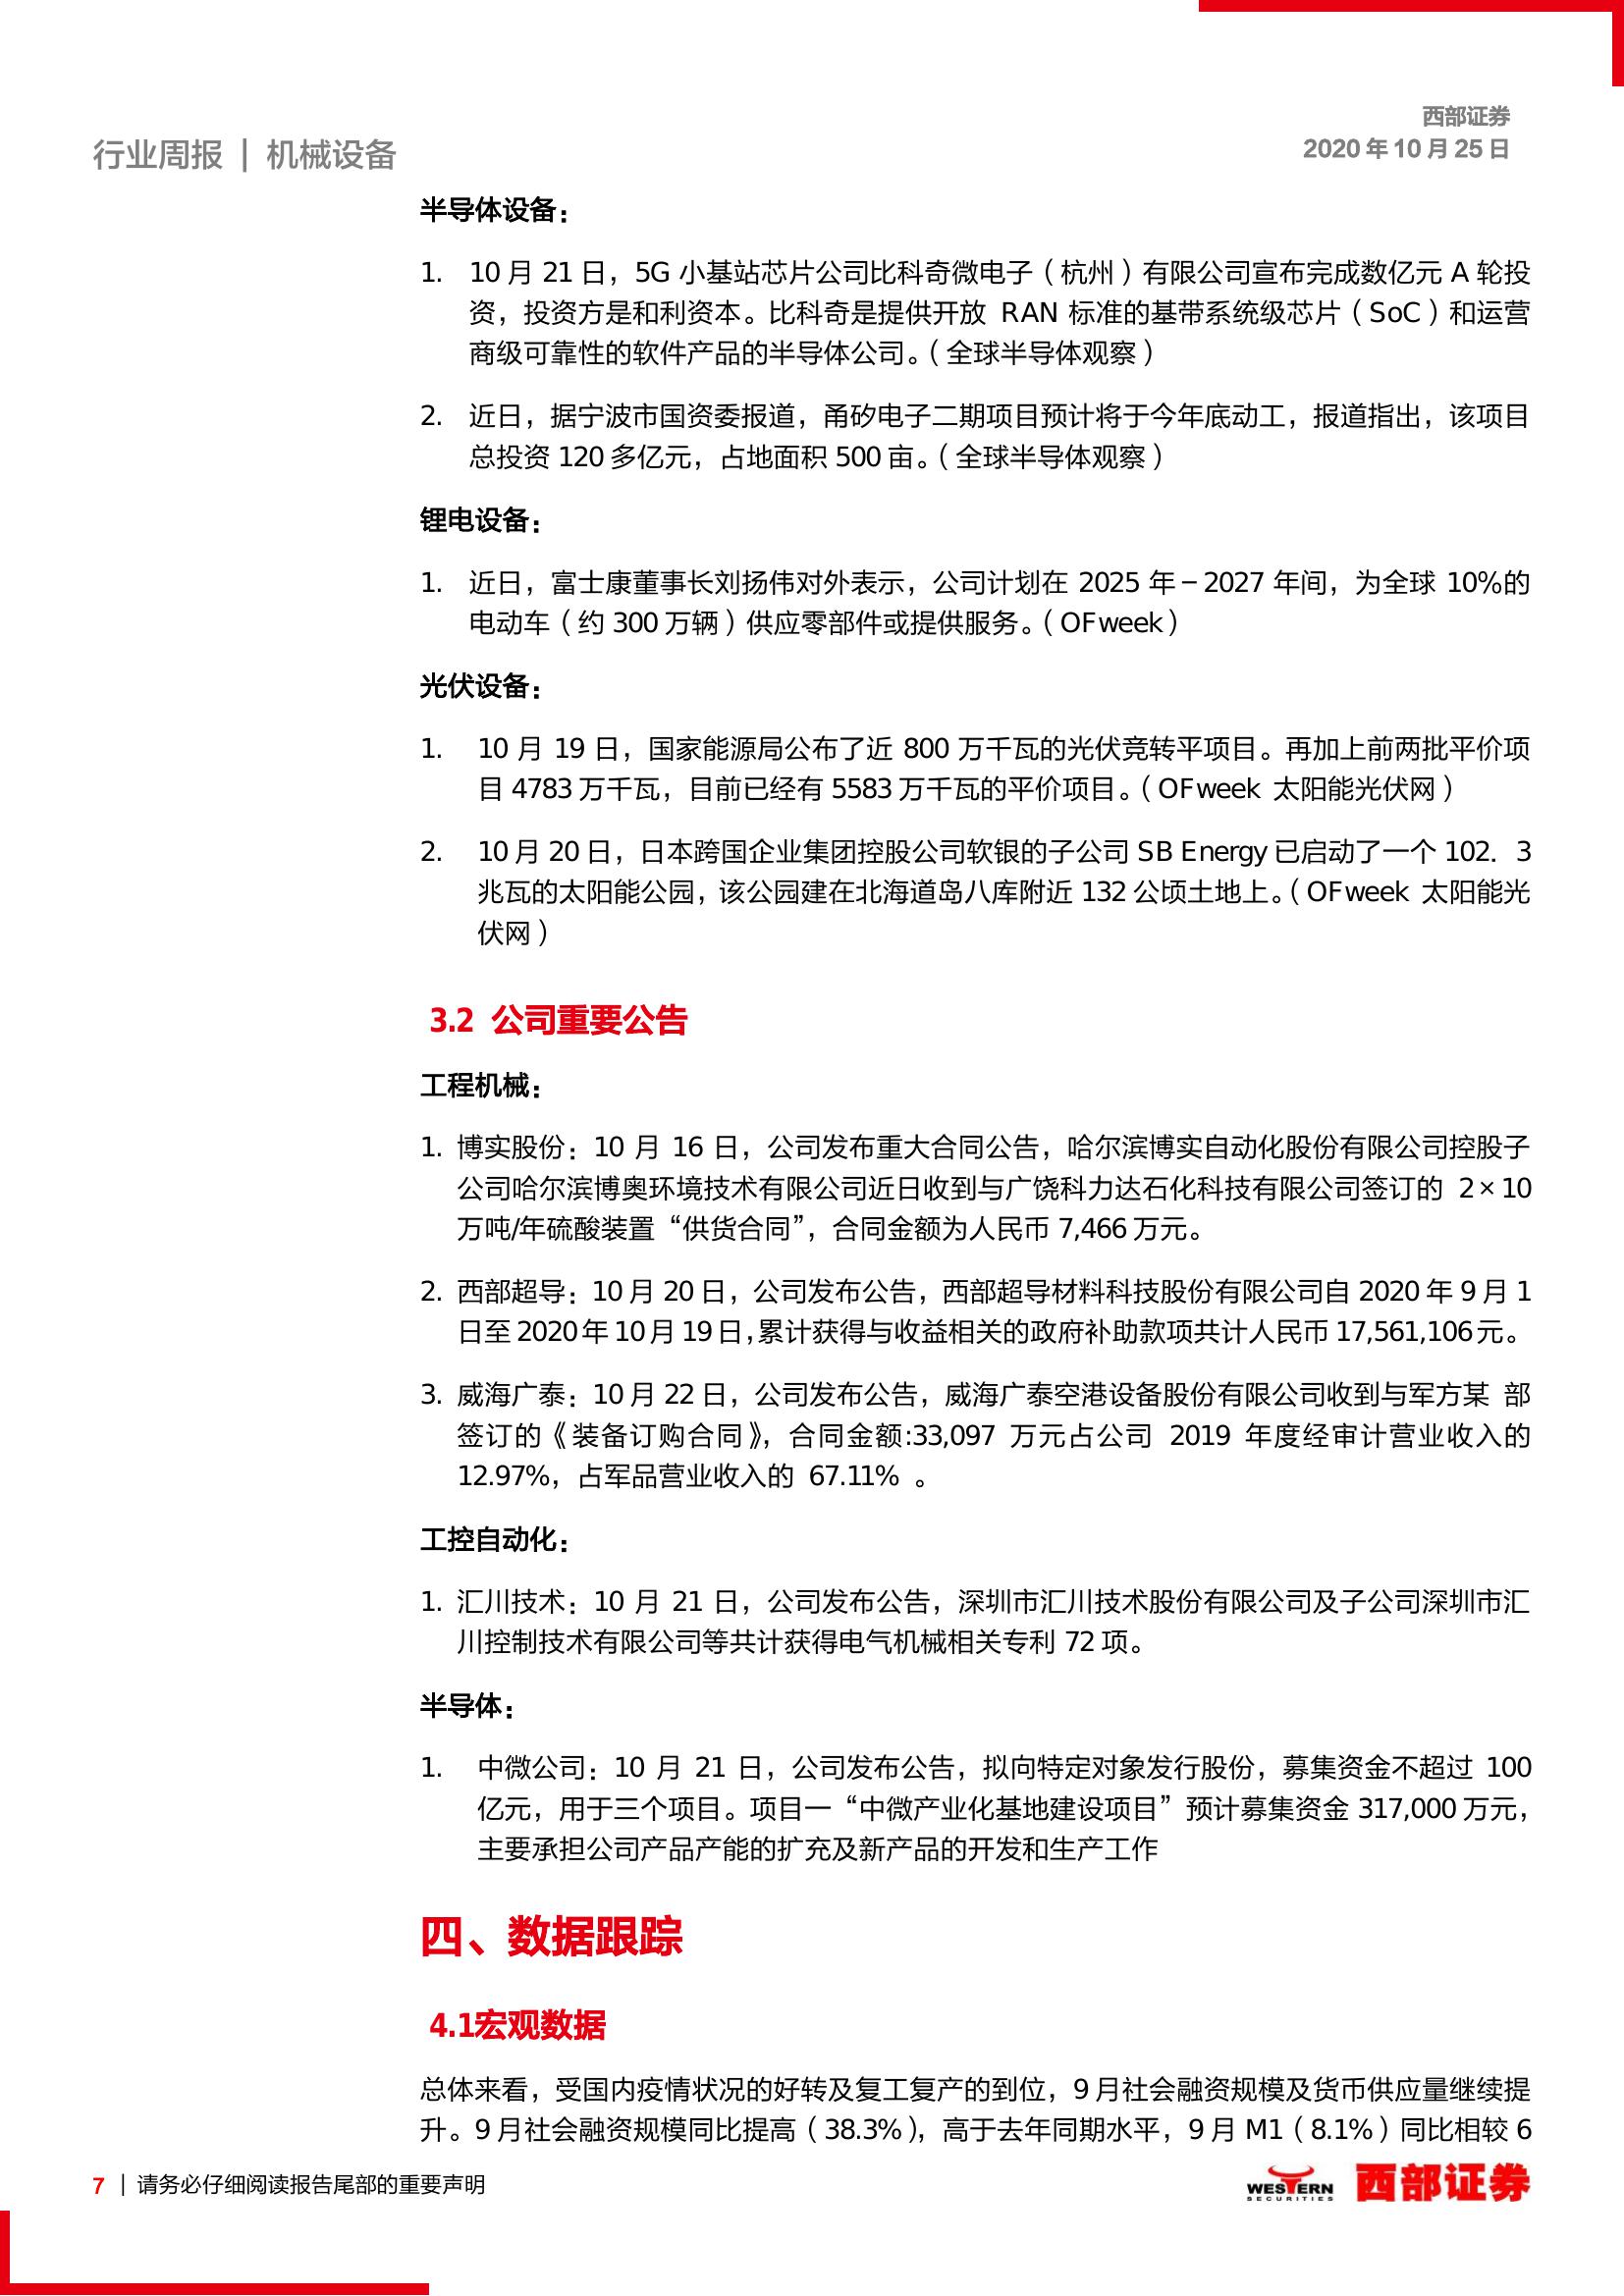 西部证券
行业周报 | 机械设备
2020 年 10 月 25 日
半导体设备：
1. 10 月 21 日，5G 小基站芯片公司比科奇微电子（杭州）有限公司宣布完成数亿元 A 轮投
资，投资方是和利资本。比科奇是提供开放 RAN 标准的基带系统级芯片（SoC）和运营
商级可靠性的软件产品的半导体公司。（全球半导体观察）
2. 近日，据宁波市国资委报道，甬矽电子二期项目预计将于今年底动工，报道指出，该项目
总投资 120 多亿元，占地面积 500 亩。（全球半导体观察）
锂电设备：
1. 近日，富士康董事长刘扬伟对外表示，公司计划在 2025 年－2027 年间，为全球 10%的
电动车（约 300 万辆）供应零部件或提供服务。（OFweek）
光伏设备：
1. 10 月 19 日，国家能源局公布了近 800 万千瓦的光伏竞转平项目。再加上前两批平价项
目 4783 万千瓦，目前已经有 5583 万千瓦的平价项目。（OFweek 太阳能光伏网）
2. 10 月 20 日，日本跨国企业集团控股公司软银的子公司 SB Energy 已启动了一个 102．3
兆瓦的太阳能公园，该公园建在北海道岛八库附近 132 公顷土地上。（OFweek 太阳能光
伏网）
3.2 公司重要公告
工程机械：
1. 博实股份：10 月 16 日，公司发布重大合同公告，哈尔滨博实自动化股份有限公司控股子
公司哈尔滨博奥环境技术有限公司近日收到与广饶科力达石化科技有限公司签订的 2×10
万吨/年硫酸装置“供货合同”，合同金额为人民币 7,466 万元。
2. 西部超导：10 月 20 日，公司发布公告，西部超导材料科技股份有限公司自 2020 年 9 月 1
日至 2020 年 10 月 19 日，累计获得与收益相关的政府补助款项共计人民币 17,561,106 元。
3. 威海广泰：10 月 22 日，公司发布公告，威海广泰空港设备股份有限公司收到与军方某 部
签订的《装备订购合同》，合同金额:33,097 万元占公司 2019 年度经审计营业收入的
12.97%，占军品营业收入的 67.11% 。
工控自动化：
1. 汇川技术：10 月 21 日，公司发布公告，深圳市汇川技术股份有限公司及子公司深圳市汇
川控制技术有限公司等共计获得电气机械相关专利 72 项。
半导体：
1. 中微公司：10 月 21 日，公司发布公告，拟向特定对象发行股份，募集资金不超过 100
亿元，用于三个项目。项目一“中微产业化基地建设项目”预计募集资金 317,000 万元，
主要承担公司产品产能的扩充及新产品的开发和生产工作
四、数据跟踪
4.1宏观数据
总体来看，受国内疫情状况的好转及复工复产的到位，9 月社会融资规模及货币供应量继续提
升。9 月社会融资规模同比提高（38.3%），高于去年同期水平，9 月 M1（8.1%）同比相较 6
7 | 请务必仔细阅读报告尾部的重要声明
WESTERN
SECURITIES
西部证券